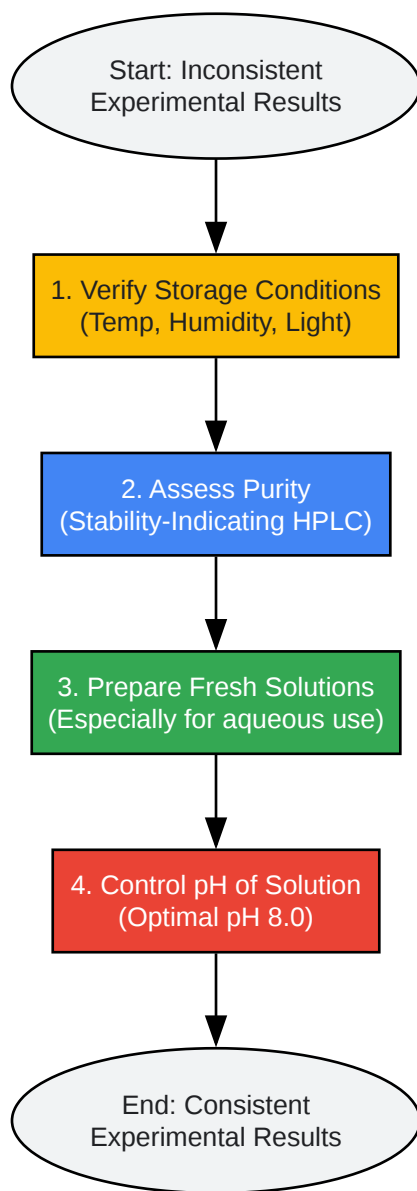 Start: Inconsistent
Experimental Results
1. Verify Storage Conditions
(Temp, Humidity, Light)
2. Assess Purity
(Stability-Indicating HPLC)
3. Prepare Fresh Solutions
(Especially for aqueous use)
4. Control pH of Solution
(Optimal pH 8.0)
End: Consistent
Experimental Results